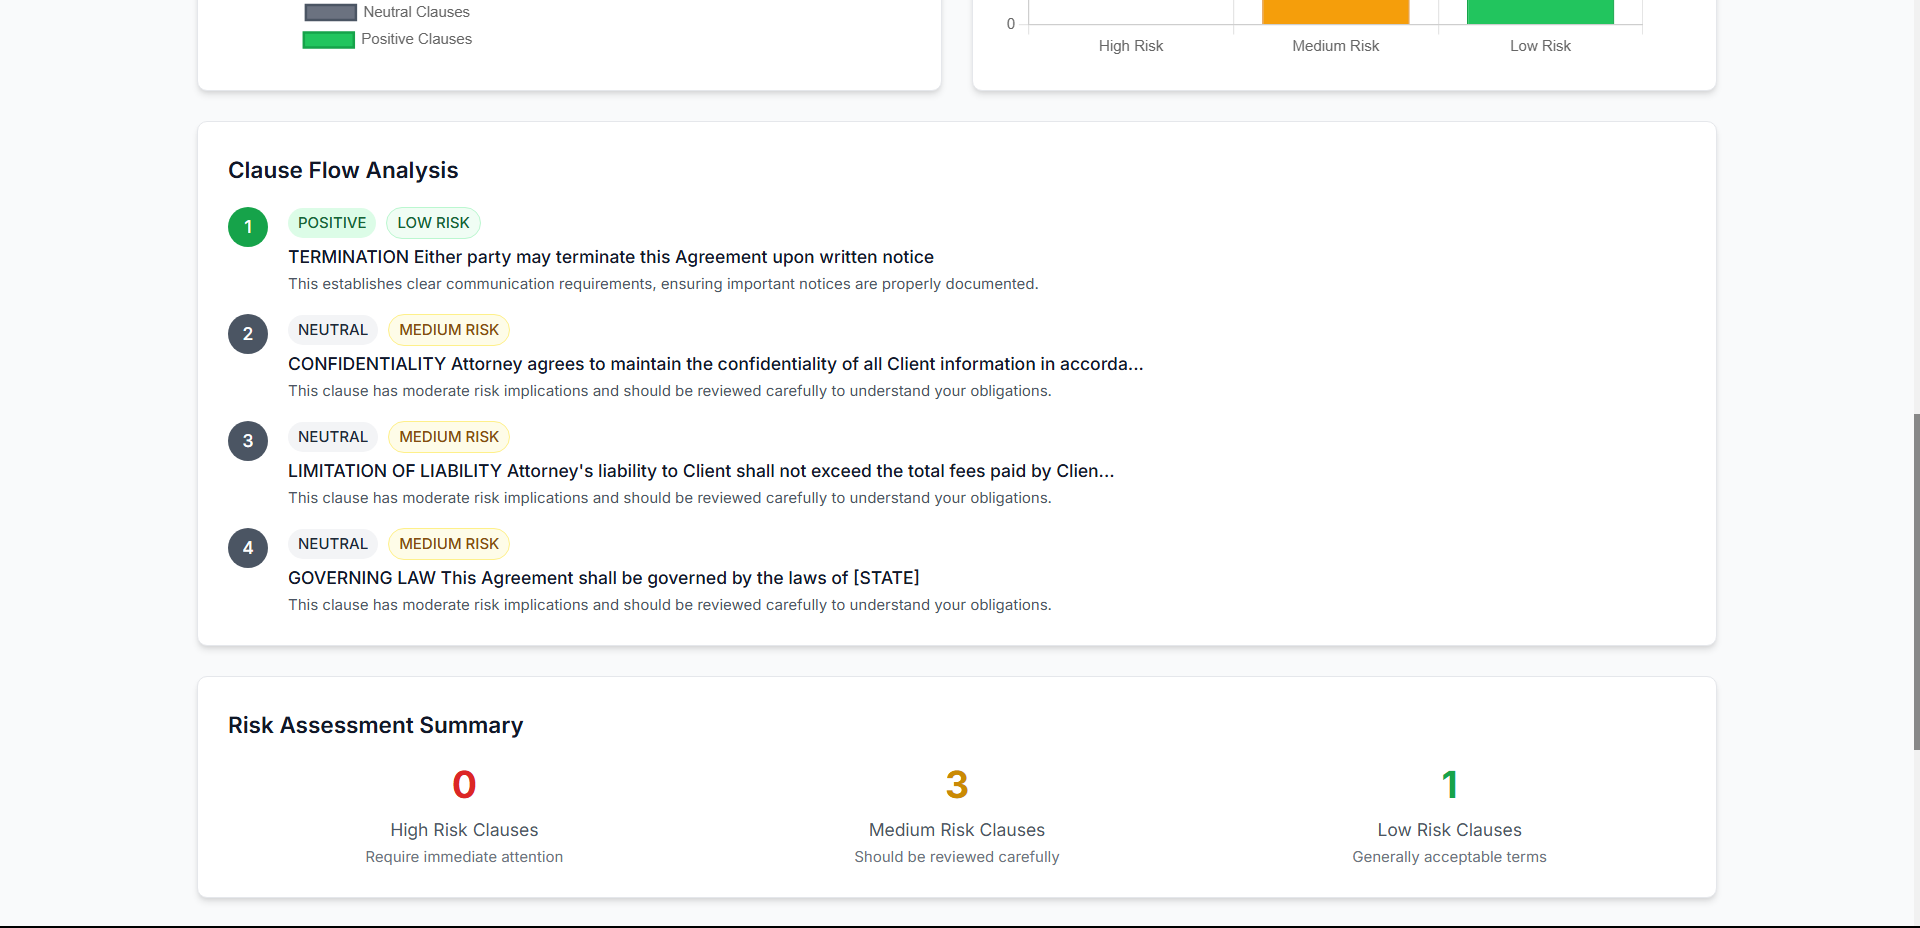 Neutral Clauses
Positive Clauses
0
High Risk
Medium Risk
Low Risk
Clause Flow Analysis
1
POSITIVE
LOW RISK
TERMINATION Either party may terminate this Agreement upon written notice
This establishes clear communication requirements, ensuring important notices are properly documented.
2
NEUTRAL
MEDIUM RISK
CONFIDENTIALITY Attorney agrees to maintain the confidentiality of all Client information in accorda...
This clause has moderate risk implications and should be reviewed carefully to understand your obligations.
3
NEUTRAL
MEDIUM RISK
LIMITATION OF LIABILITY Attorney's liability to Client shall not exceed the total fees paid by Clien...
This clause has moderate risk implications and should be reviewed carefully to understand your obligations.
4
NEUTRAL
MEDIUM RISK
GOVERNING LAW This Agreement shall be governed by the laws of [STATE]
This clause has moderate risk implications and should be reviewed carefully to understand your obligations.
Risk Assessment Summary
0
High Risk Clauses
Require immediate attention
3
Medium Risk Clauses
Should be reviewed carefully
1
Low Risk Clauses
Generally acceptable terms